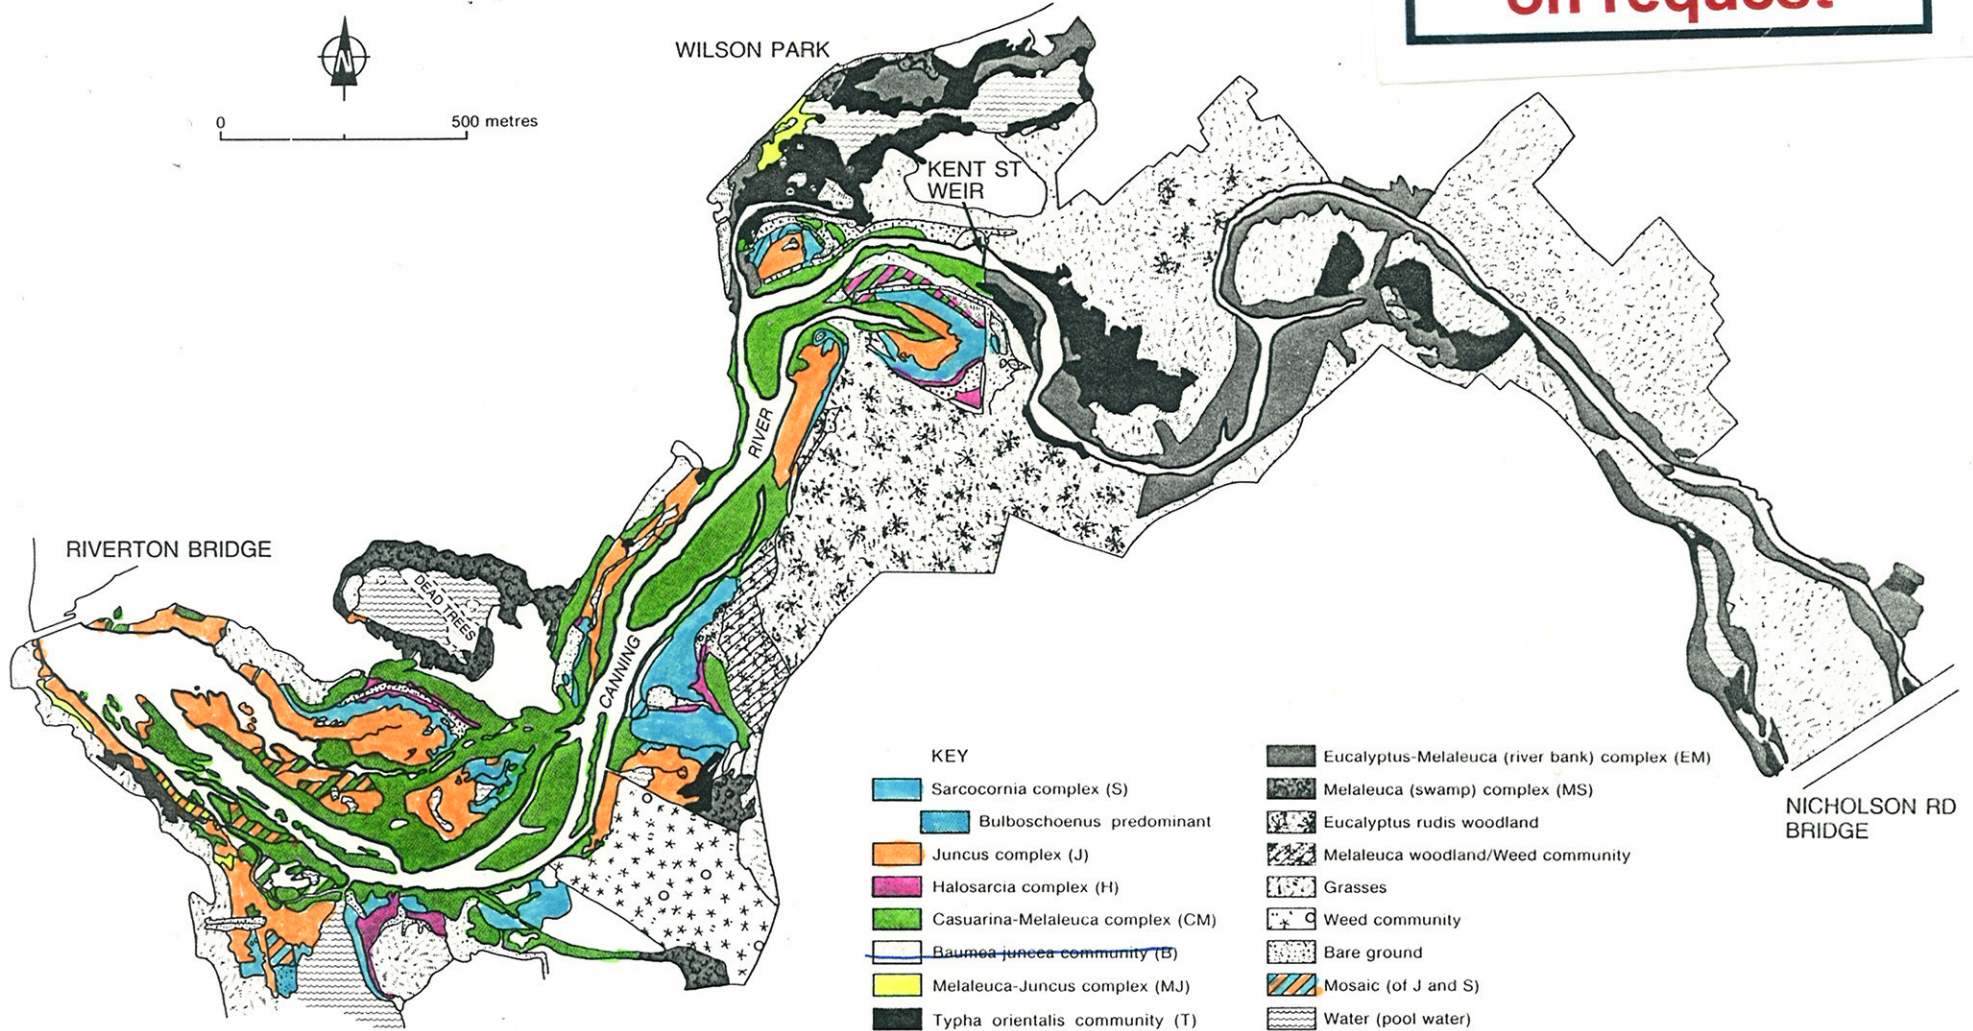 on request
WILSON PARK
N
0 500 metres
KENT ST
WEIR
RIVER
RIVERTON BRIDGE
DEAD TREES
CANNING
KEY
Sarcocornia complex (S)
Bulboschoenus predominant
Juncus complex (J)
Halosarcia complex (H)
Casuarina-Melaleuca complex (CM)
Baumea juncea community (B)
Melaleuca-Juncus complex (MJ)
Typha orientalis community (T)
Eucalyptus-Melaleuca (river bank) complex (EM)
Melaleuca (swamp) complex (MS)
Eucalyptus rudis woodland
Melaleuca woodland/Weed community
Grasses
Weed community
Bare ground
Mosaic (of J and S)
Water (pool water)
NICHOLSON RD
BRIDGE